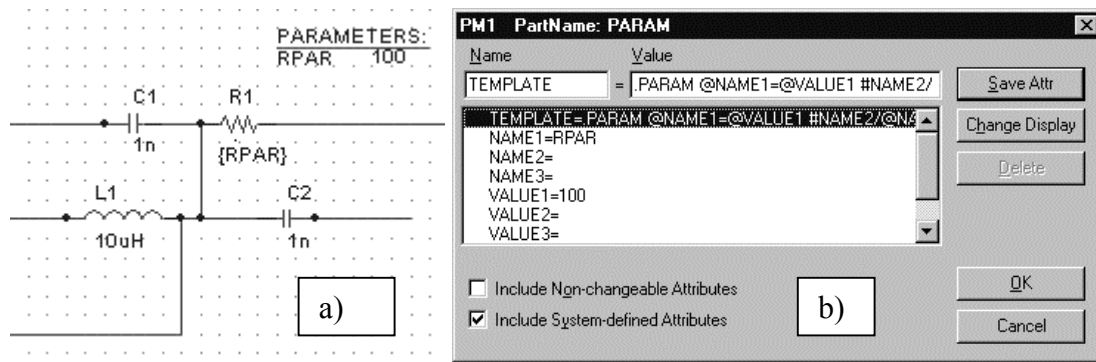 PARAMETERS:
RPAR 100
C1 R1
1n
{RPAR}
L1 C2
10uH 1n
a)
PM1 PartName: PARAM
Name Value
TEMPLATE = .PARAM @NAME1=@VALUE1 #NAME2/
Save Attr
TEMPLATE=.PARAM @NAME1=@VALUE1 #NAME2/@NA
NAME1=RPAR
NAME2=
NAME3=
VALUE1=100
VALUE2=
VALUE3=
Change Display
Delete
Include Non-changeable Attributes
Include System-defined Attributes
b)
OK
Cancel